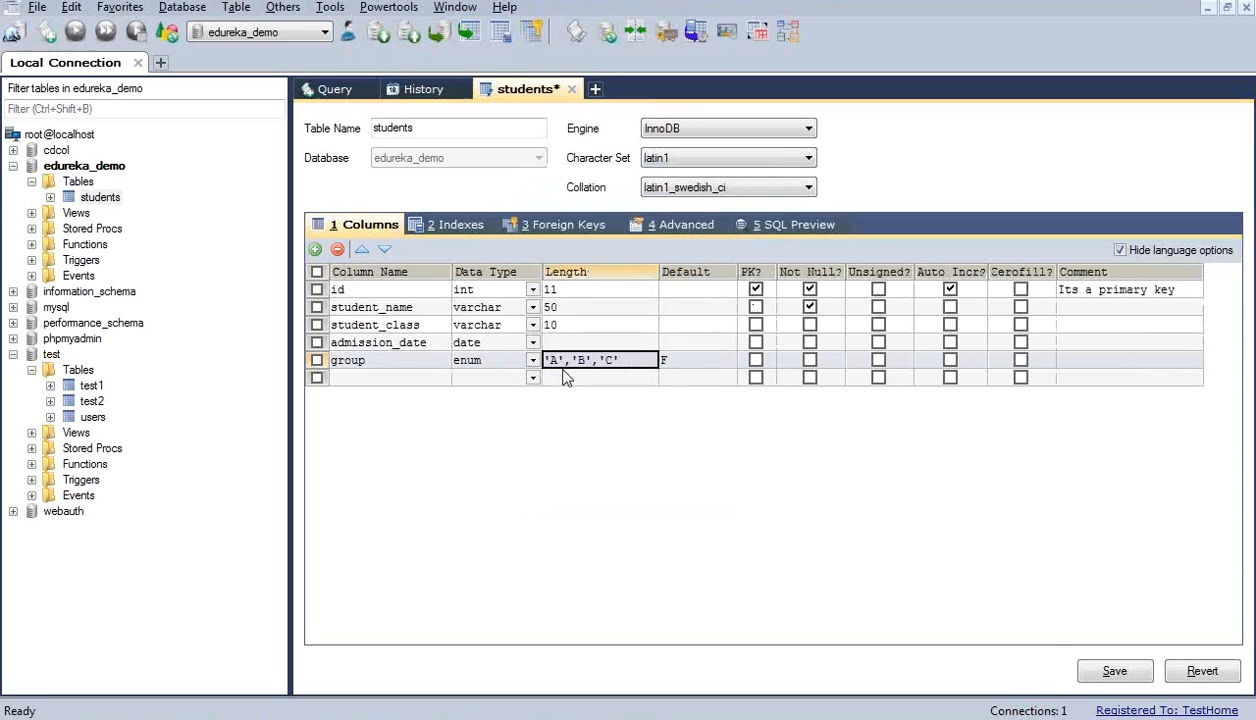 File Edit Favorites Database Table Others Tools Powertools Window Help
edureka_demo
Local Connection
Filter tables in edureka_demo
Filter (Ctrl+Shift+B)
root@localhost
cdcol
edureka_demo
Tables
students
Views
Stored Procs
Functions
Triggers
Events
information_schema
mysql
performance_schema
phpmyadmin
test
Tables
test1
test2
users
Views
Stored Procs
Functions
Triggers
Events
webauth
Query History students*
Table Name students Engine InnoDB
Database edureka_demo Character Set latin1
Collation latin1_swedish_ci
1 Columns 2 Indexes 3 Foreign Keys 4 Advanced 5 SQL Preview
Hide language options
Column Name Data Type Length Default PK? Not Null? Unsigned? Auto Incr? Zerofill? Comment
id int 11 Its a primary key
student_name varchar 50
student_class varchar 10
admission_date date
group enum 'A','B','C' F
Save Revert
Ready Connections: 1 Registered To: TestHome